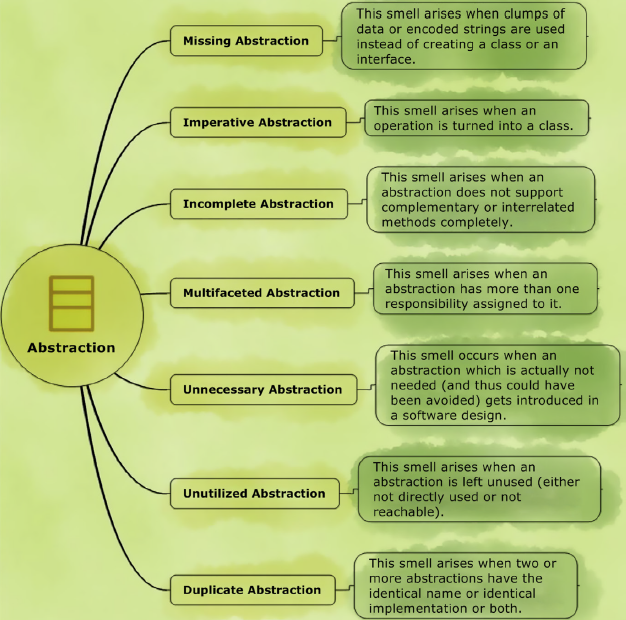 Missing Abstraction
This smell arises when clumps of
data or encoded strings are used
instead of creating a class or an
interface.
Imperative Abstraction
This smell arises when an
operation is turned into a class.
Incomplete Abstraction
This smell arises when an
abstraction does not support
complementary or interrelated
methods completely.
Multifaceted Abstraction
This smell arises when an
abstraction has more than one
responsibility assigned to it.
Abstraction
Unnecessary Abstraction
This smell occurs when an
abstraction which is actually not
needed (and thus could have
been avoided) gets introduced in
a software design.
Unutilized Abstraction
This smell arises when an
abstraction is left unused (either
not directly used or not
reachable).
Duplicate Abstraction
This smell arises when two or
more abstractions have the
identical name or identical
implementation or both.